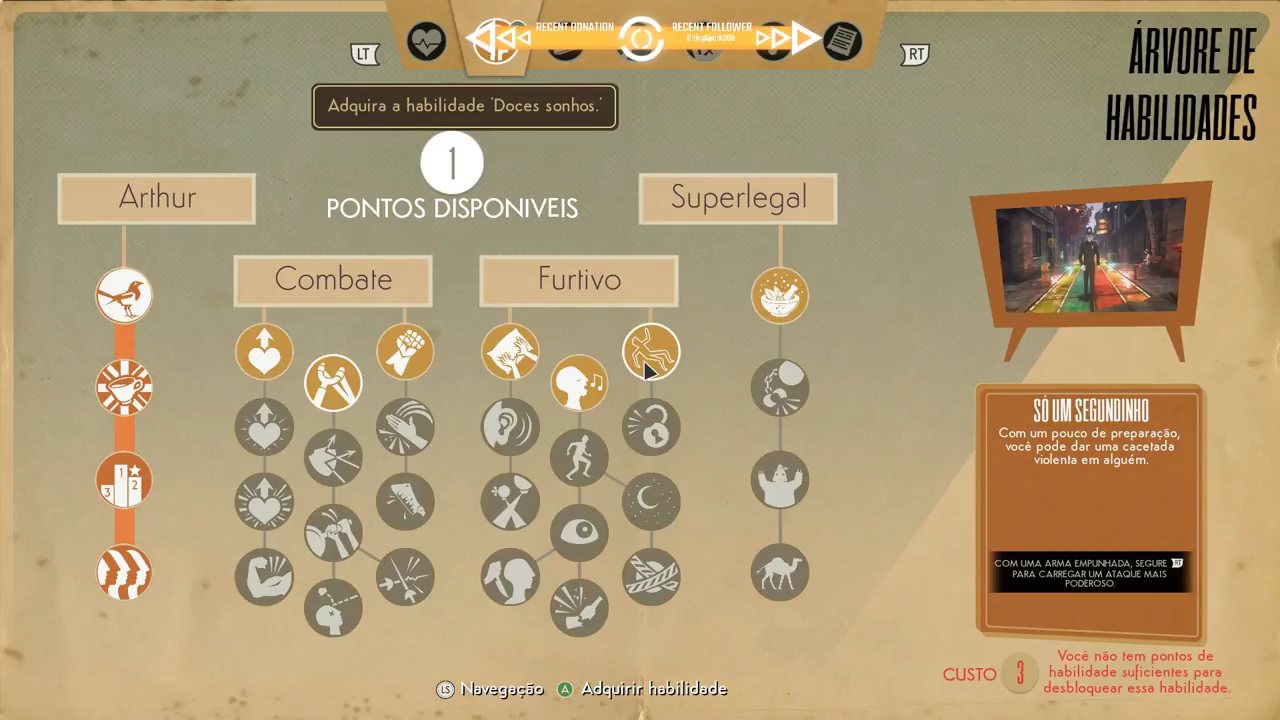 LT
RECENT DONATION
RECENT FOLLOWER
RT
ÁRVORE DE
HABILIDADES
Adquira a habilidade 'Doces sonhos.'
1
PONTOS DISPONIVEIS
Arthur
Superlegal
Combate
Furtivo
1
2
3
SÓ UM SEGUNDINHO
Com um pouco de preparação,
você pode dar uma cacetada
violenta em alguém.
COM UMA ARMA EMPUNHADA, SEGURE RT
PARA CARREGAR UM ATAQUE MAIS
PODEROSO.
CUSTO 3
Você não tem pontos de
habilidade suficientes para
desbloquear essa habilidade.
LS Navegação A Adquirir habilidade